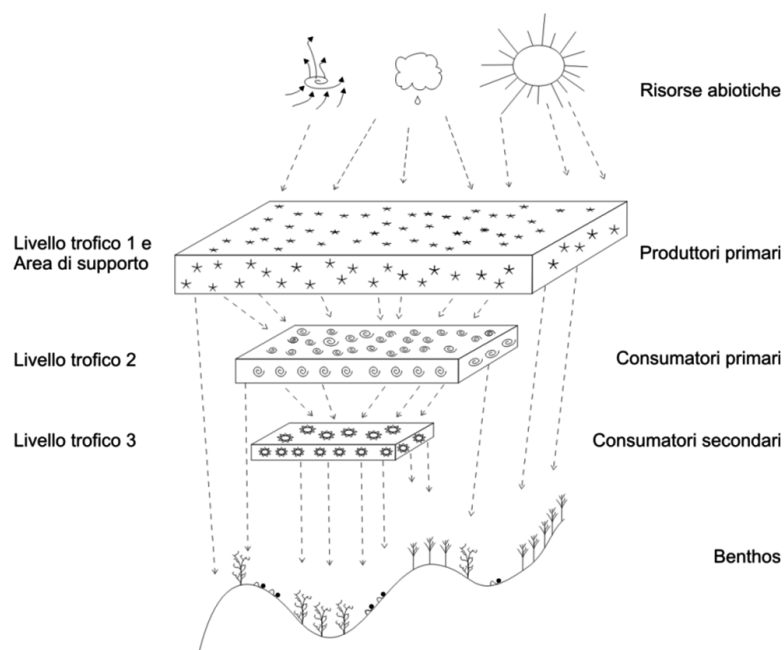 Risorse abiotiche
Livello trofico 1 e
Area di supporto
Produttori primari
Livello trofico 2
Consumatori primari
Livello trofico 3
Consumatori secondari
Benthos